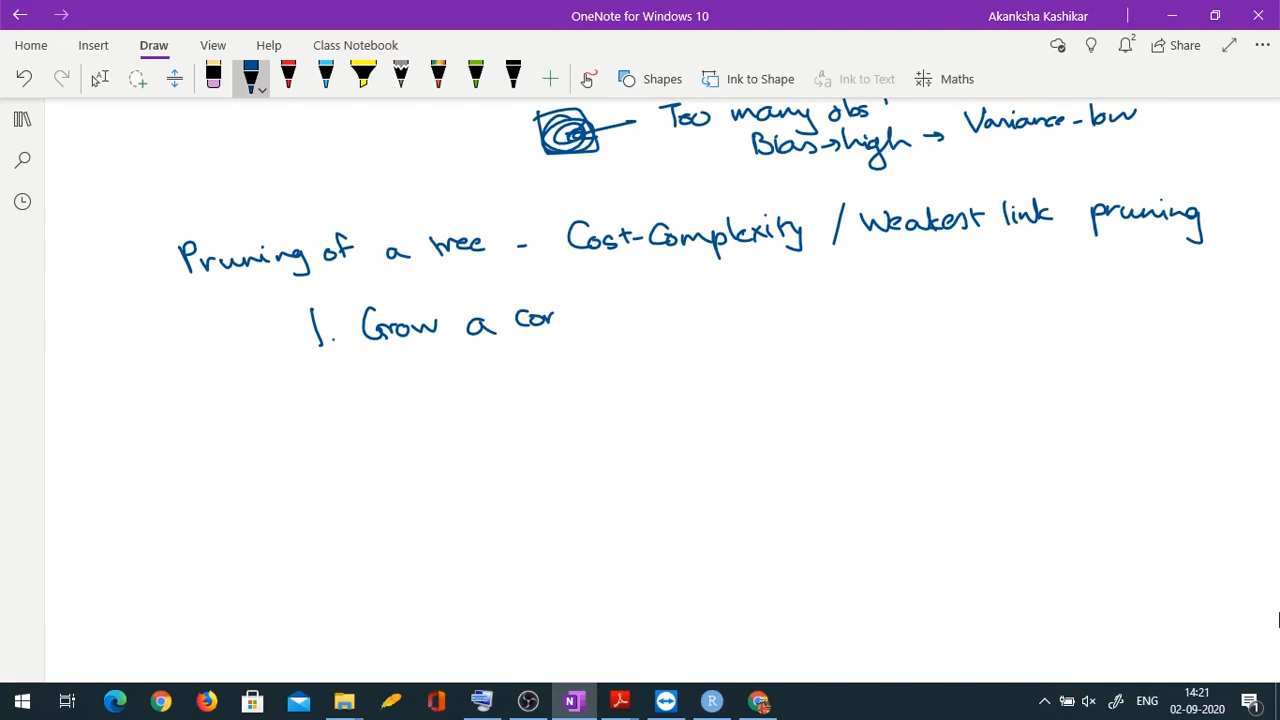 OneNote for Windows 10
Akanksha Kashikar
Home Insert Draw View Help Class Notebook
Share
Shapes Ink to Shape Ink to Text Maths
Too many obs
Bias→high → Variance-low
Pruning of a tree - Cost-Complexity / Weakest link pruning
1. Grow a com
ENG
14:21
02-09-2020